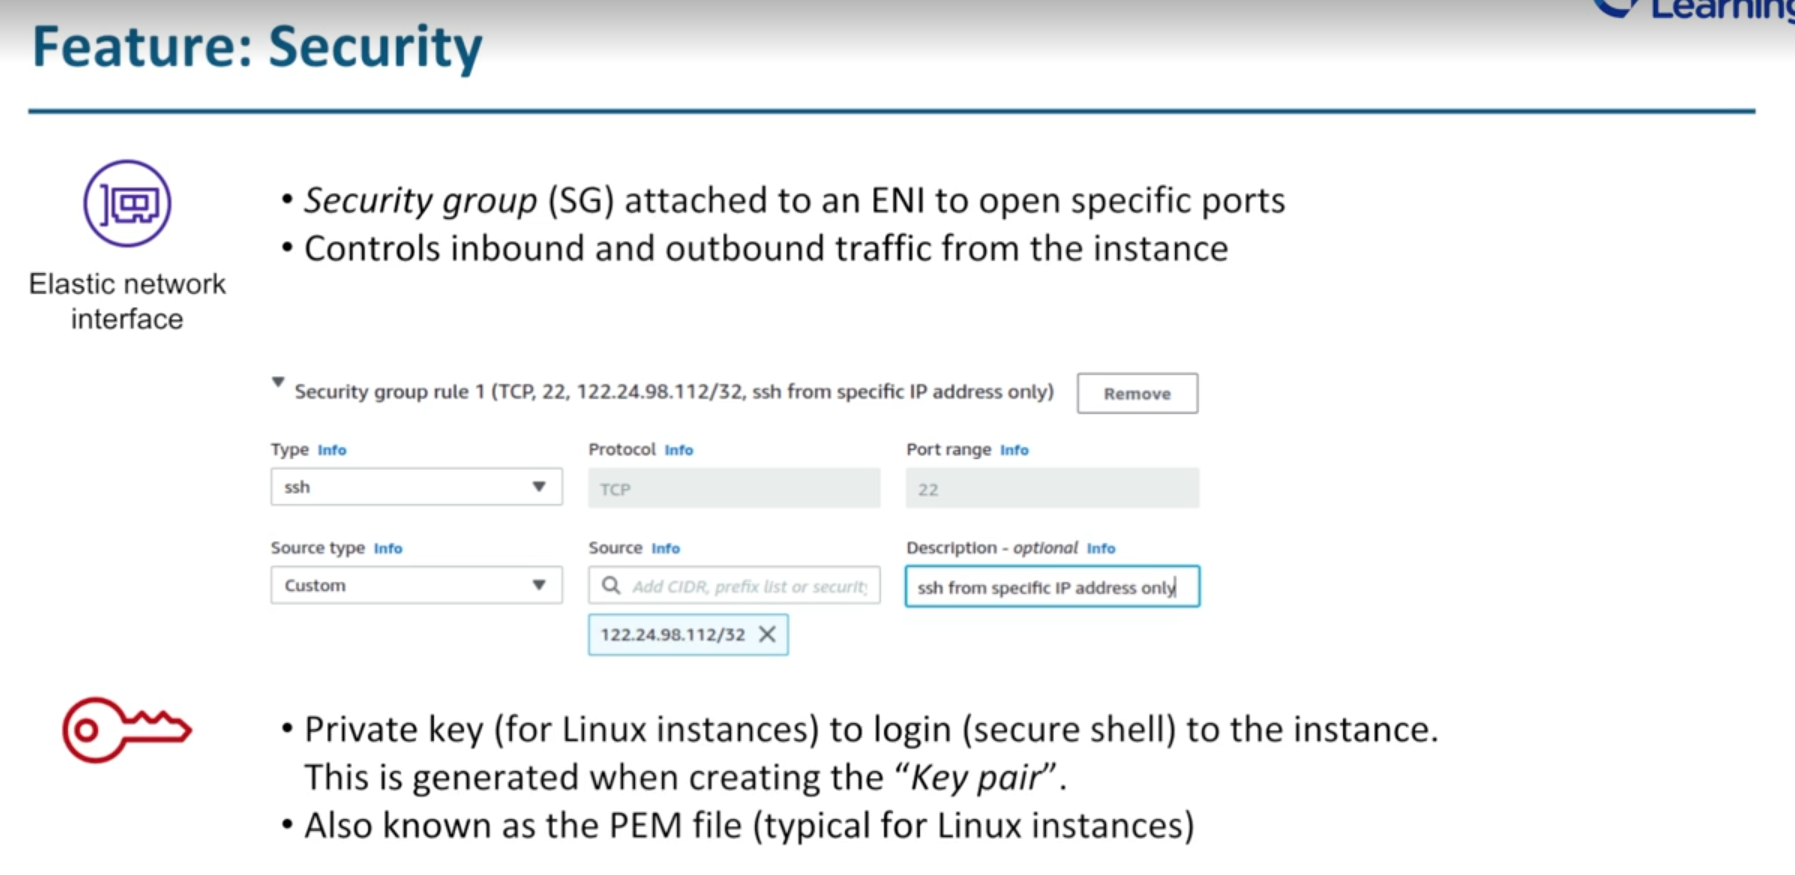 Learning
Feature: Security
• Security group (SG) attached to an ENI to open specific ports
• Controls inbound and outbound traffic from the instance
Elastic network
interface
Security group rule 1 (TCP, 22, 122.24.98.112/32, ssh from specific IP address only) Remove
Type Info Protocol Info Port range Info
ssh TCP 22
Source type Info Source Info Description - optional Info
Custom Add CIDR, prefix list or ssh from specific IP address only
122.24.98.112/32
• Private key (for Linux instances) to login (secure shell) to the instance.
This is generated when creating the “Key pair”.
• Also known as the PEM file (typical for Linux instances)